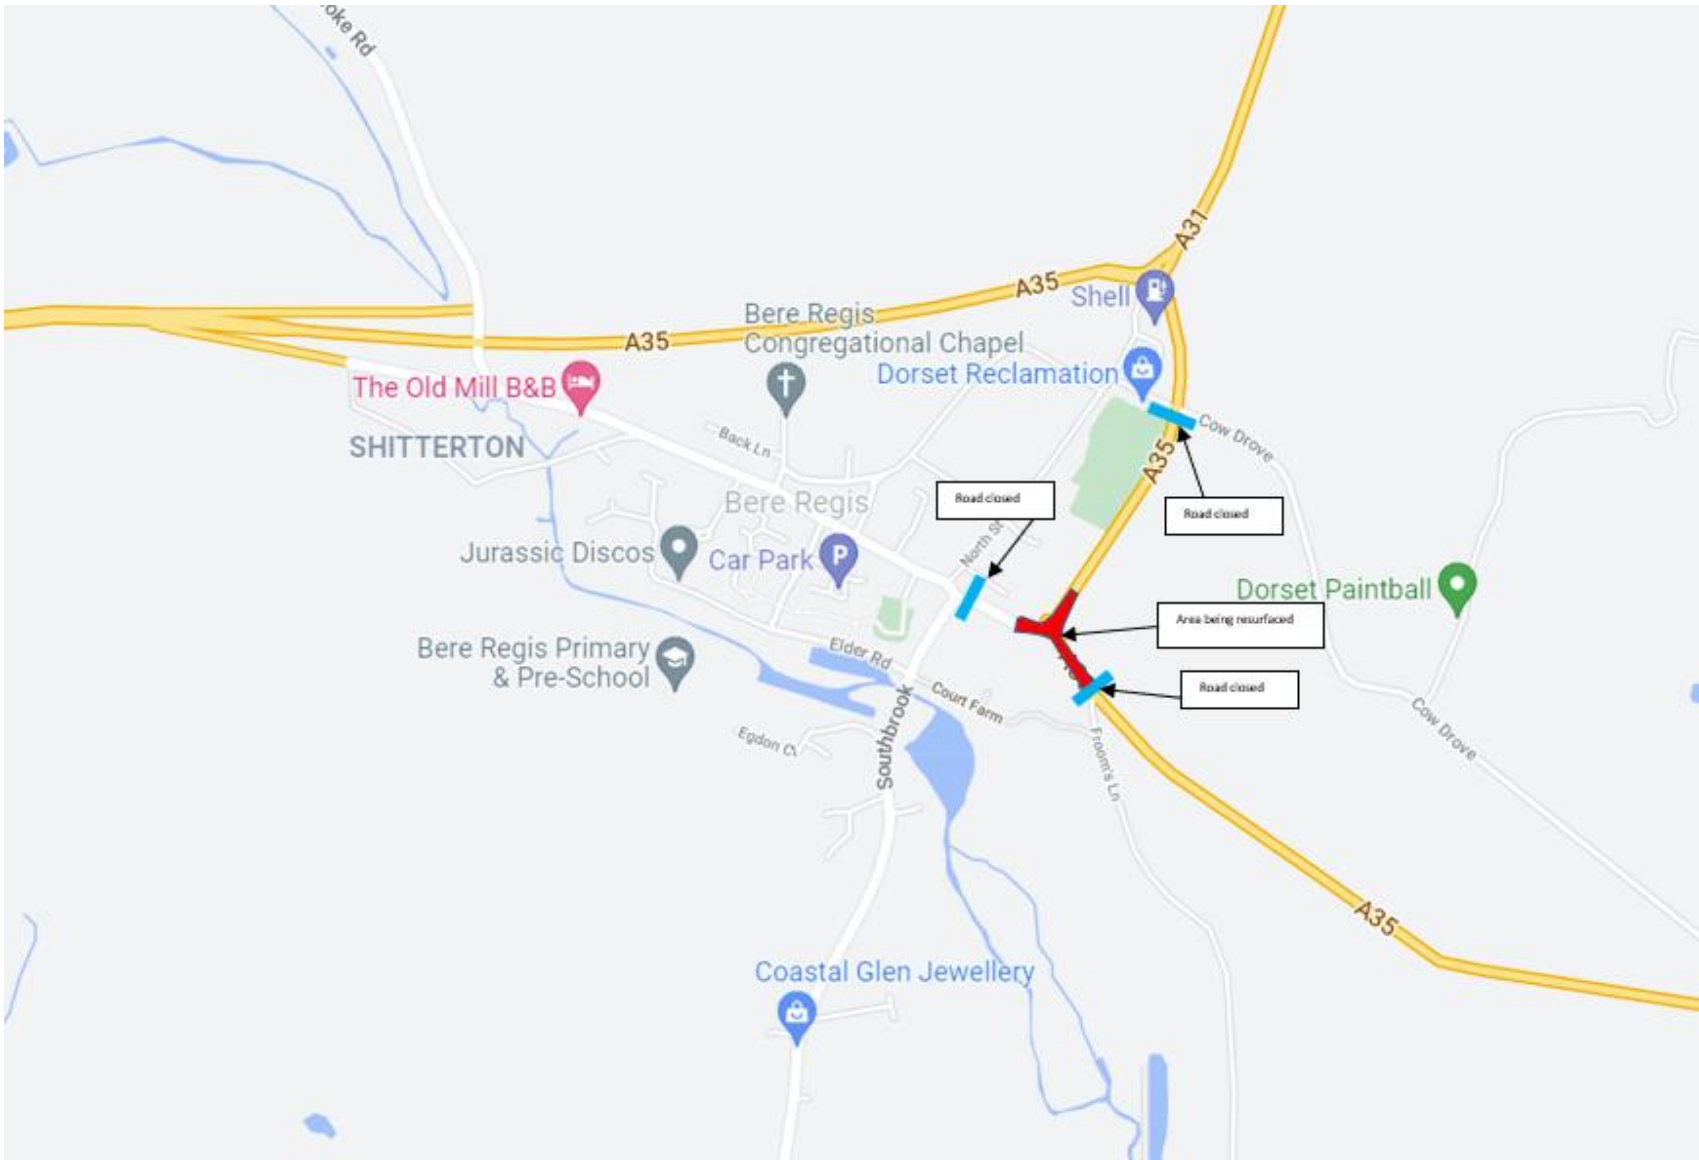 oke Rd
A31
A35
Shell
Bere Regis
Congregational Chapel
A35
Dorset Reclamation
The Old Mill B&B
Cow Drove
SHITTERTON
Back Ln
A35
Bere Regis
Road closed
Road closed
North St
Jurassic Discos
Car Park
P
Dorset Paintball
Area being resurfaced
Bere Regis Primary
& Pre-School
Elder Rd
Road closed
Court Farm
Southbrook
Egdon Cl
Froom's Ln
Cow Drove
A35
Coastal Glen Jewellery